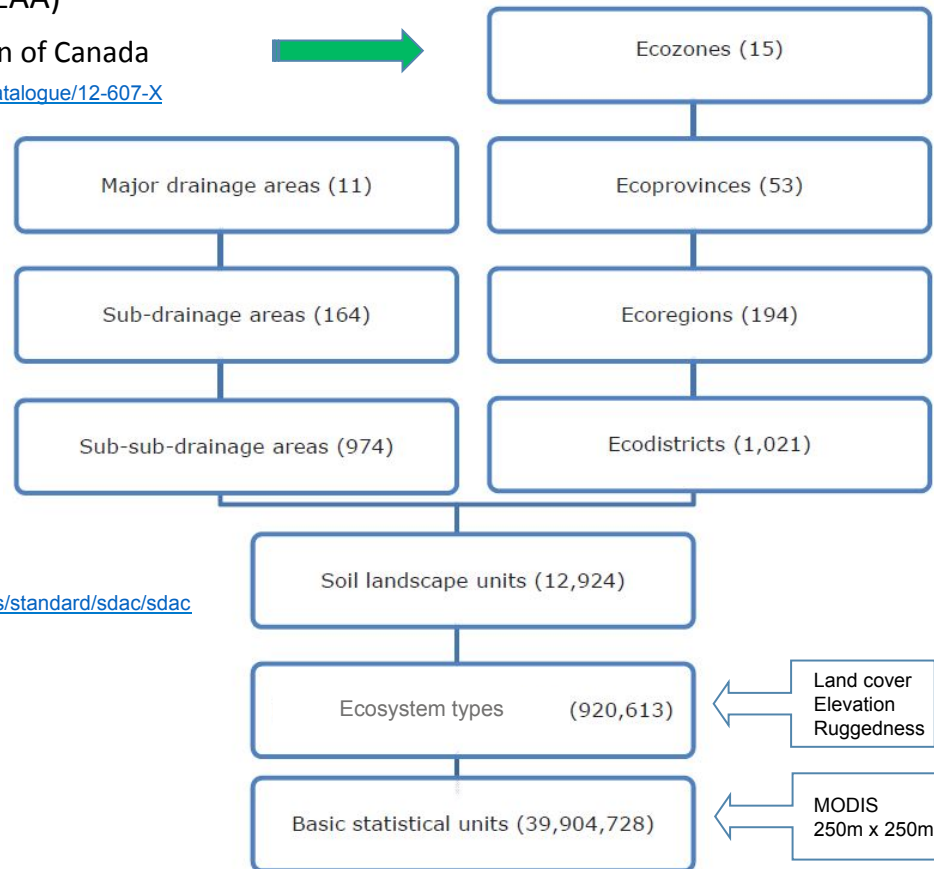 n of Canada
atalogue/12-607-X
Ecozones (15)
Major drainage areas (11)
Ecoprovinces (53)
Sub-drainage areas (164)
Ecoregions (194)
Sub-sub-drainage areas (974)
Ecodistricts (1,021)
Soil landscape units (12,924)
s/standard/sdac/sdac
Ecosystem types (920,613)
Land cover
Elevation
Ruggedness
Basic statistical units (39,904,728)
MODIS
250m x 250m